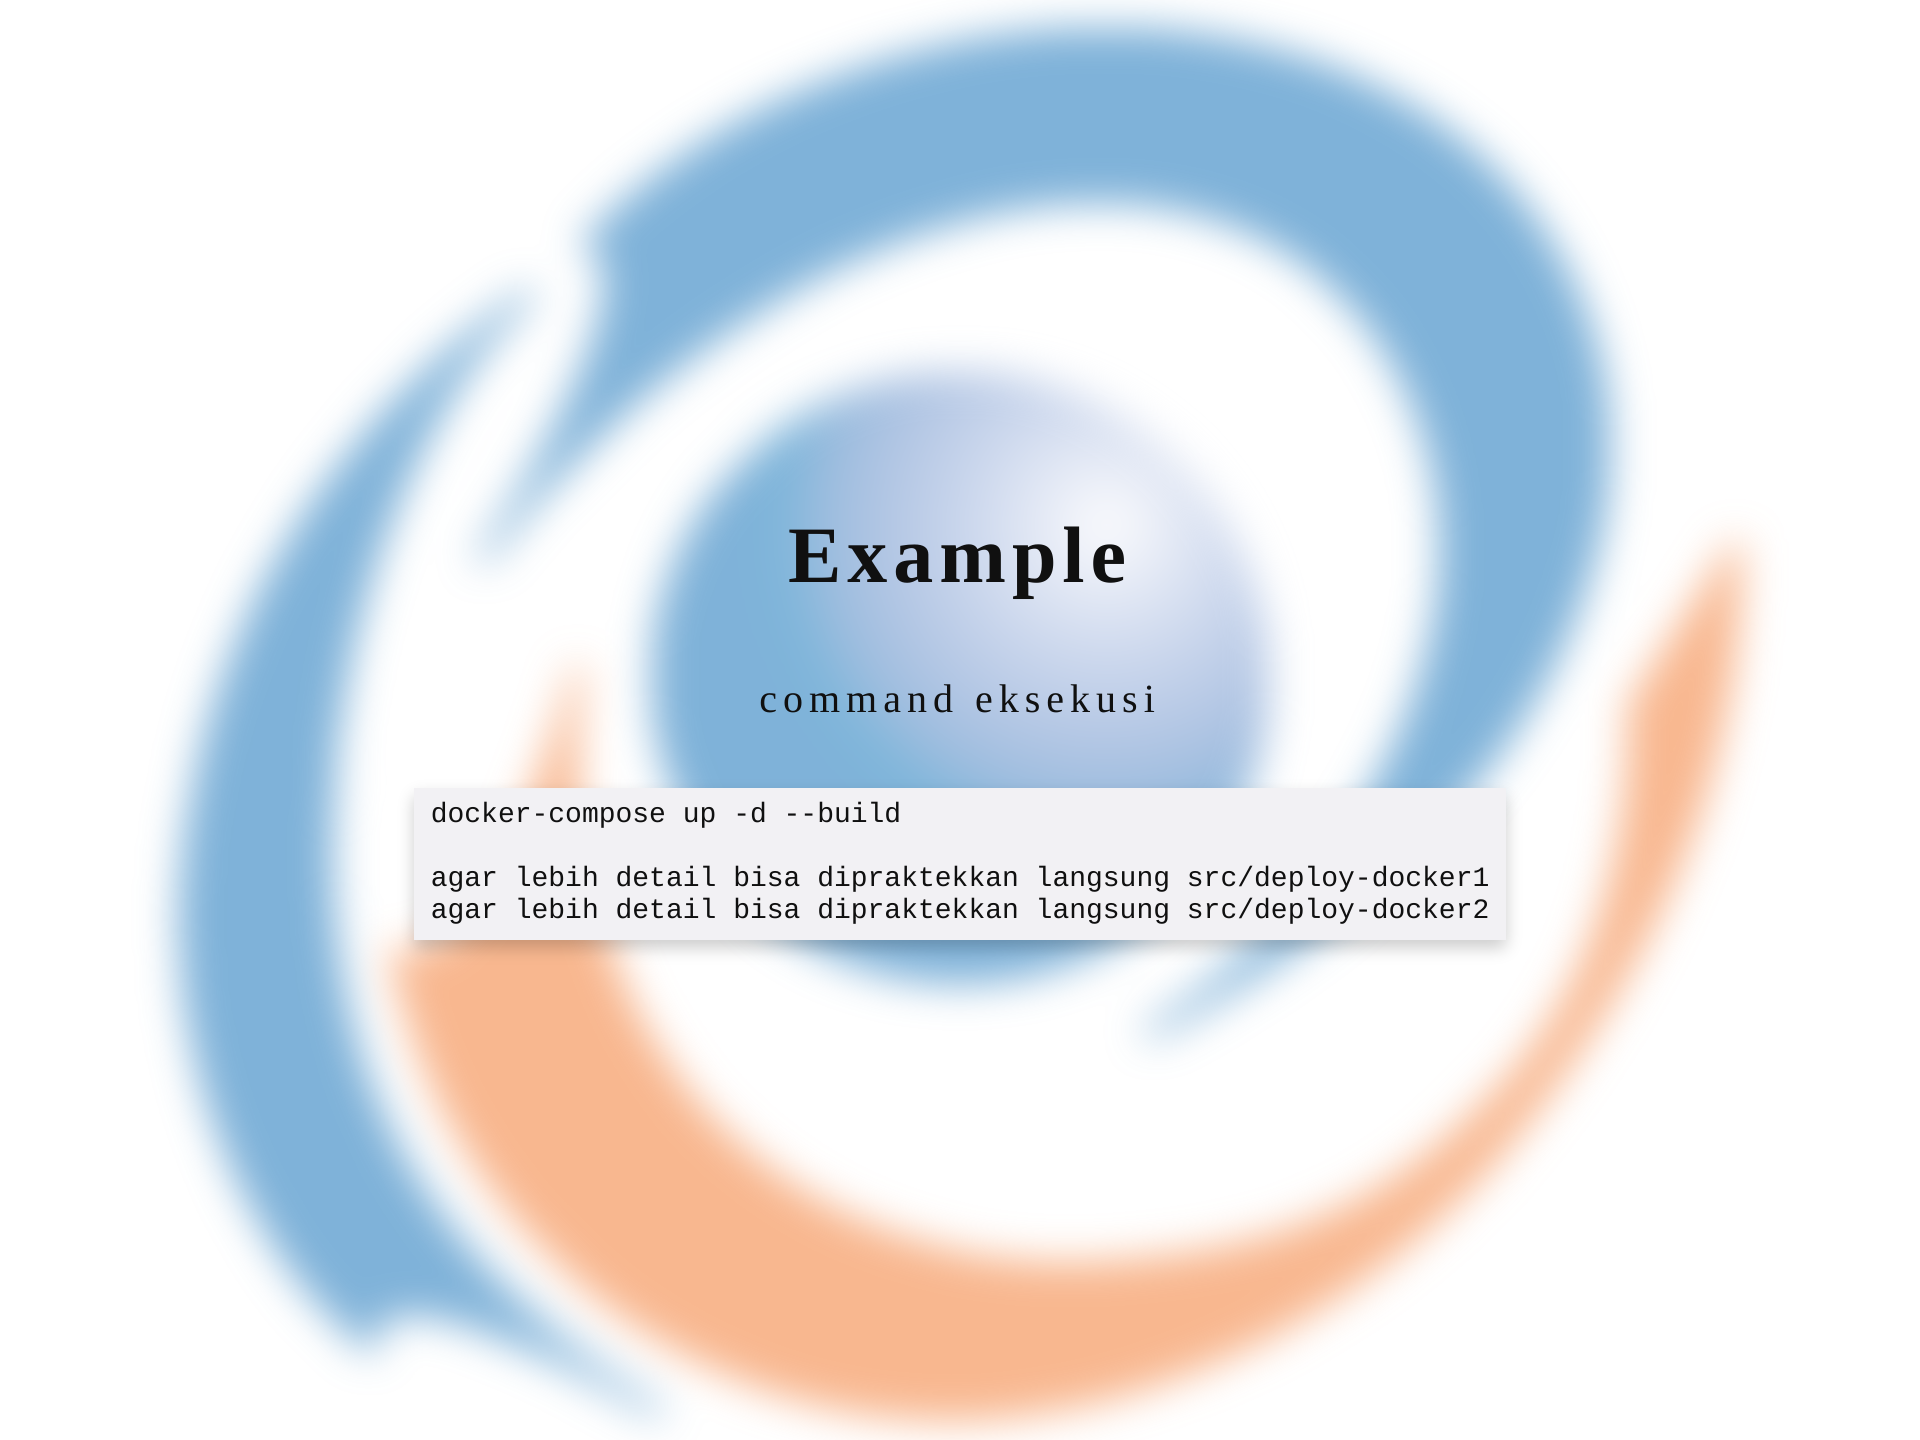 Example
command eksekusi
docker-compose up -d --build
agar lebih detail bisa dipraktekkan langsung src/deploy-docker1
agar lebih detail bisa dipraktekkan langsung src/deploy-docker2